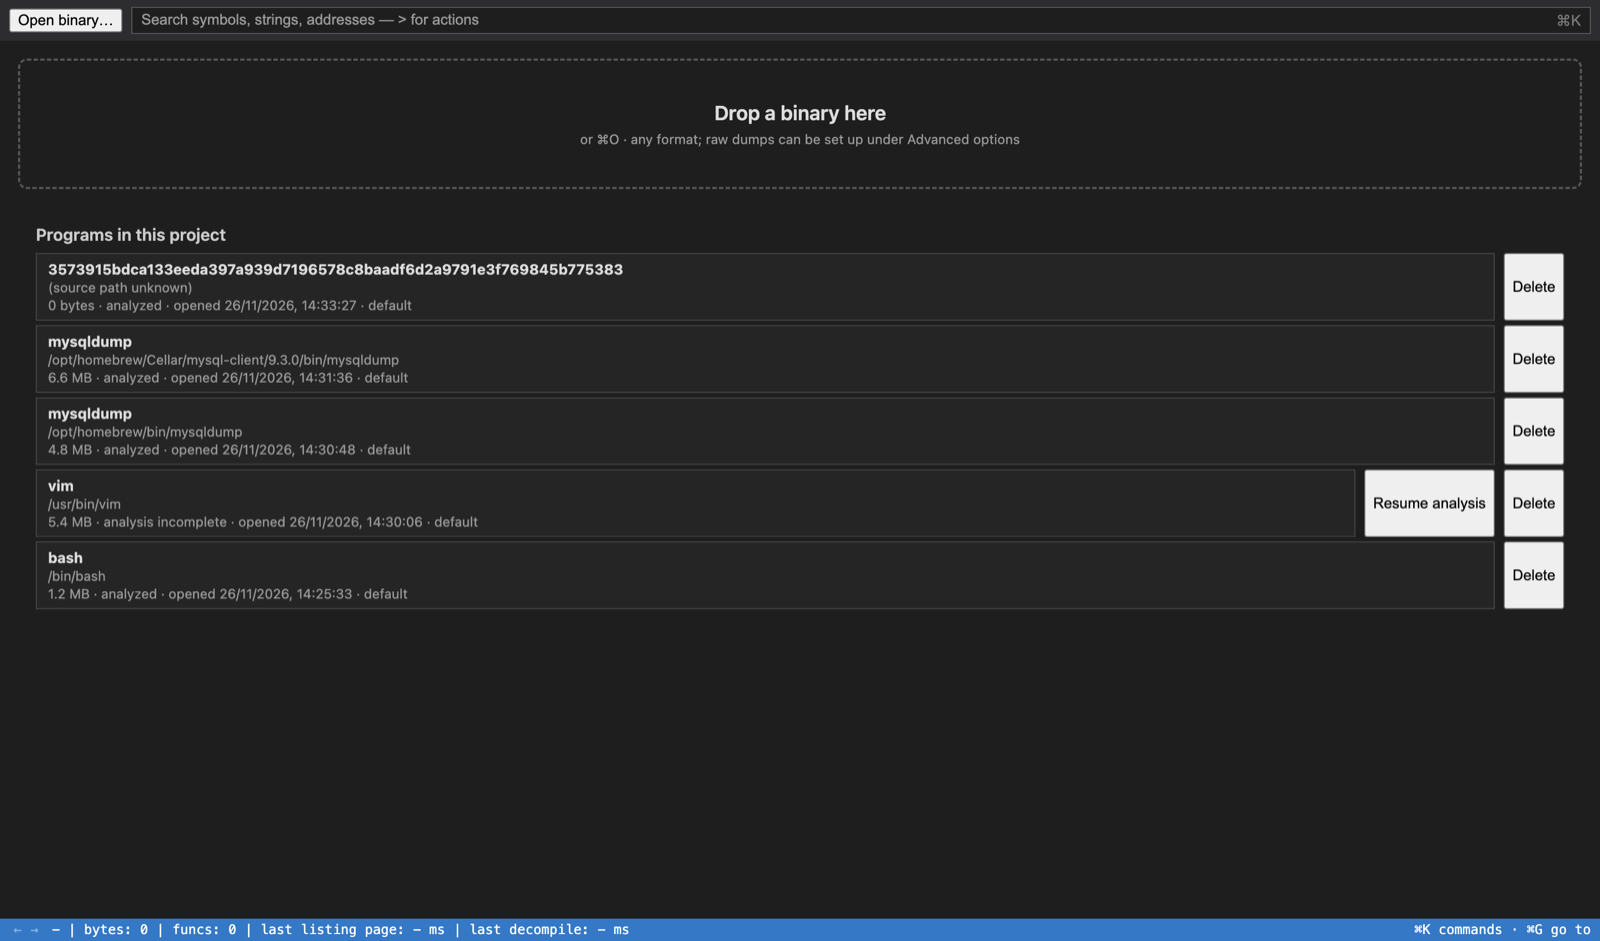 Open binary...
Search symbols, strings, addresses — > for actions
⌘K
Drop a binary here
or ⌘O · any format; raw dumps can be set up under Advanced options
Programs in this project
3573915bdca133eeda397a939d7196578c8baadf6d2a9791e3f769845b775383
(source path unknown)
0 bytes · analyzed · opened 26/11/2026, 14:33:27 · default
Delete
mysqldump
/opt/homebrew/Cellar/mysql-client/9.3.0/bin/mysqldump
6.6 MB · analyzed · opened 26/11/2026, 14:31:36 · default
Delete
mysqldump
/opt/homebrew/bin/mysqldump
4.8 MB · analyzed · opened 26/11/2026, 14:30:48 · default
Delete
vim
/usr/bin/vim
5.4 MB · analysis incomplete · opened 26/11/2026, 14:30:06 · default
Resume analysis
Delete
bash
/bin/bash
1.2 MB · analyzed · opened 26/11/2026, 14:25:33 · default
Delete
← → — | bytes: 0 | funcs: 0 | last listing page: — ms | last decompile: — ms
⌘K commands · ⌘G go to